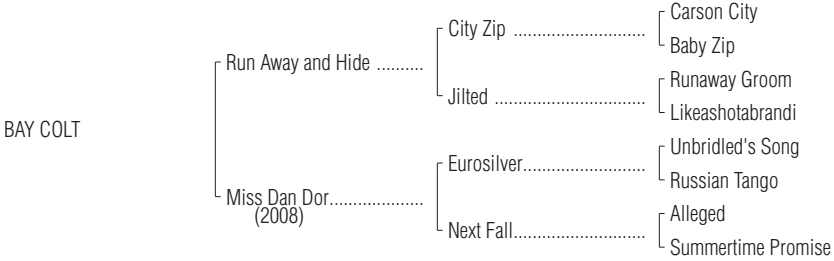 Carson City
City Zip ............................
Baby Zip
Run Away and Hide ..........
Runaway Groom
Jilted ................................
Likeashotabrandi
BAY COLT
Unbridled's Song
Eurosilver..........................
Russian Tango
Miss Dan Dor....................
(2008)
Alleged
Next Fall............................
Summertime Promise